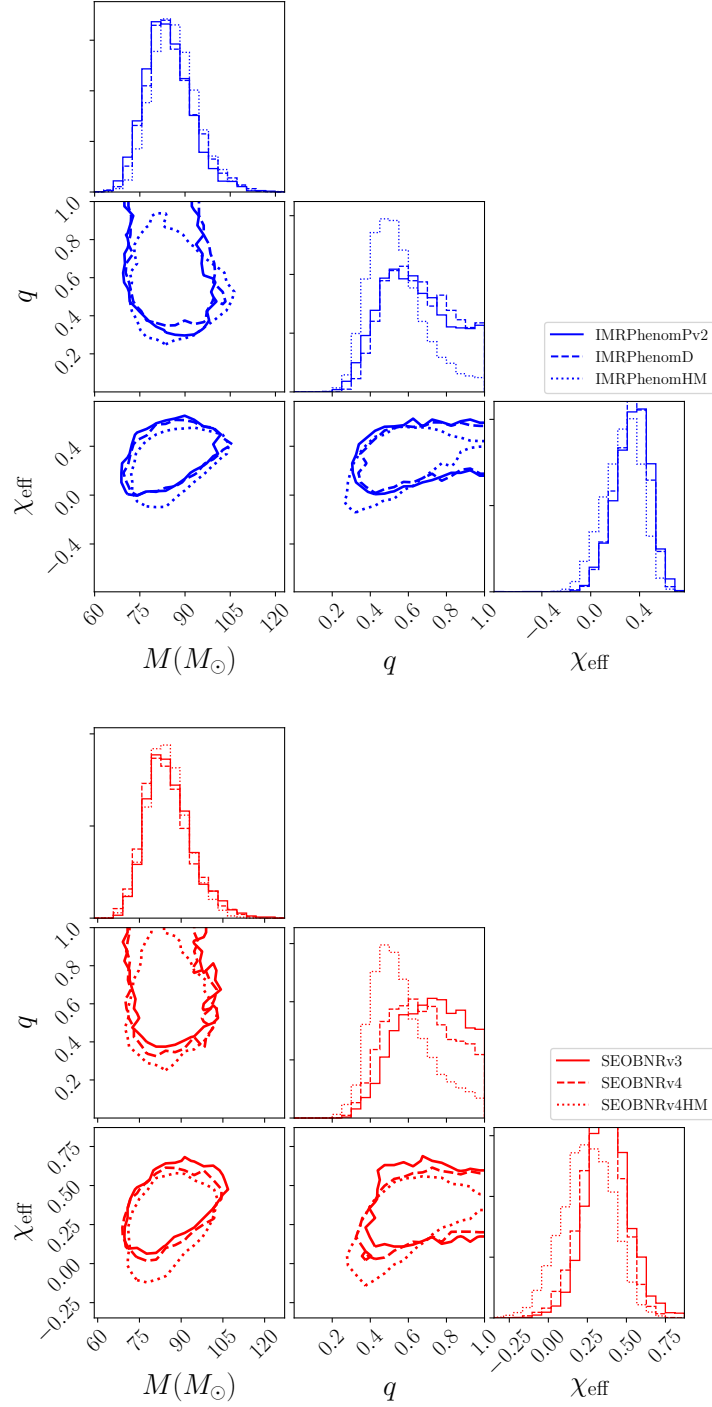 1.0
0.8
0.6
0.4
0.2
q
IMRPhenomPv2
IMRPhenomD
IMRPhenomHM
0.4
0.0
−0.4
χeff
60 75 90 105 120
M(M⊙)
0.2 0.4 0.6 0.8 1.0
q
−0.4 0.0 0.4
χeff
1.0
0.8
0.6
0.4
0.2
q
SEOBNRv3
SEOBNRv4
SEOBNRv4HM
0.75
0.50
0.25
0.00
−0.25
χeff
60 75 90 105 120
M(M⊙)
0.2 0.4 0.6 0.8 1.0
q
−0.25 0.00 0.25 0.50 0.75
χeff